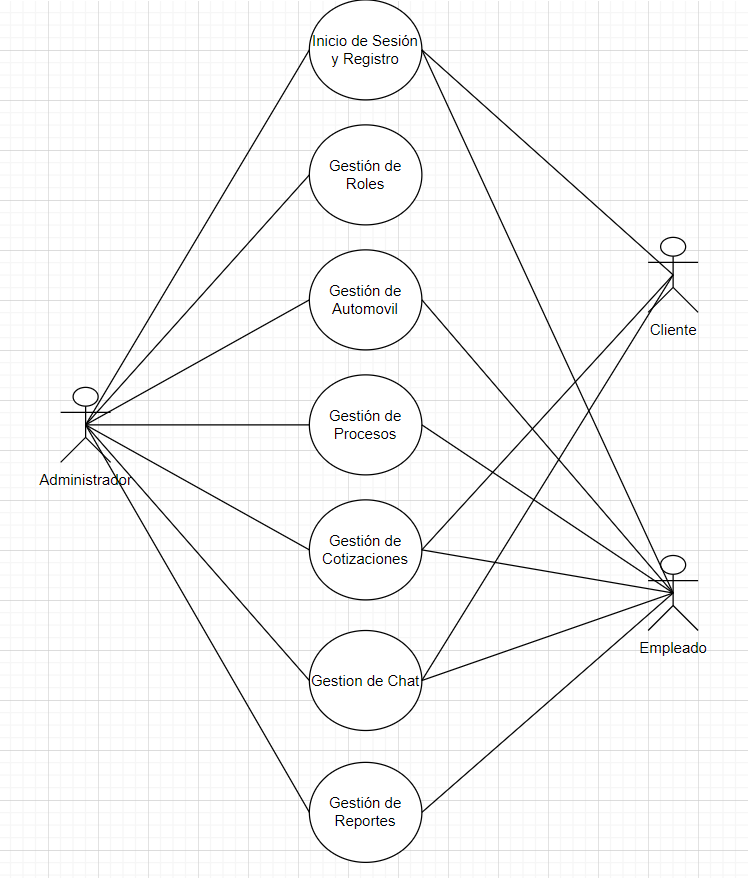 Inicio de Sesión
y Registro
Gestión de
Roles
Gestión de
Automovil
Cliente
Gestión de
Procesos
Administrador
Gestión de
Cotizaciones
Empleado
Gestion de Chat
Gestión de
Reportes